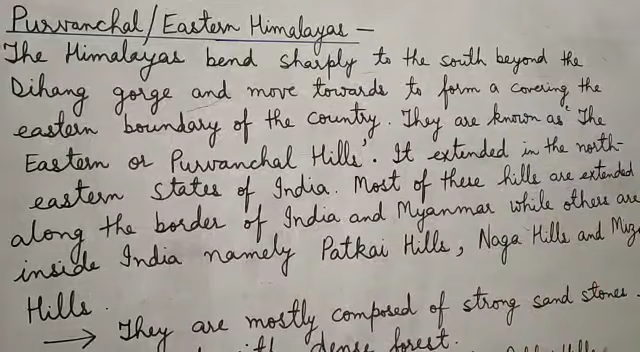 Purvanchal/Eastern Himalayas —
The Himalayas bend sharply to the south beyond the
Dihang gorge and move towards to form a covering the
eastern boundary of the country. They are known as 'The
Eastern or Purvanchal Hills'. It extended in the north-
eastern states of India. Most of these hills are extended
along the border of India and Myanmar while others are
inside India namely Patkai Hills, Naga Hills and Miz
Hills.
→ They are mostly composed of strong sand stones.
dense forest.